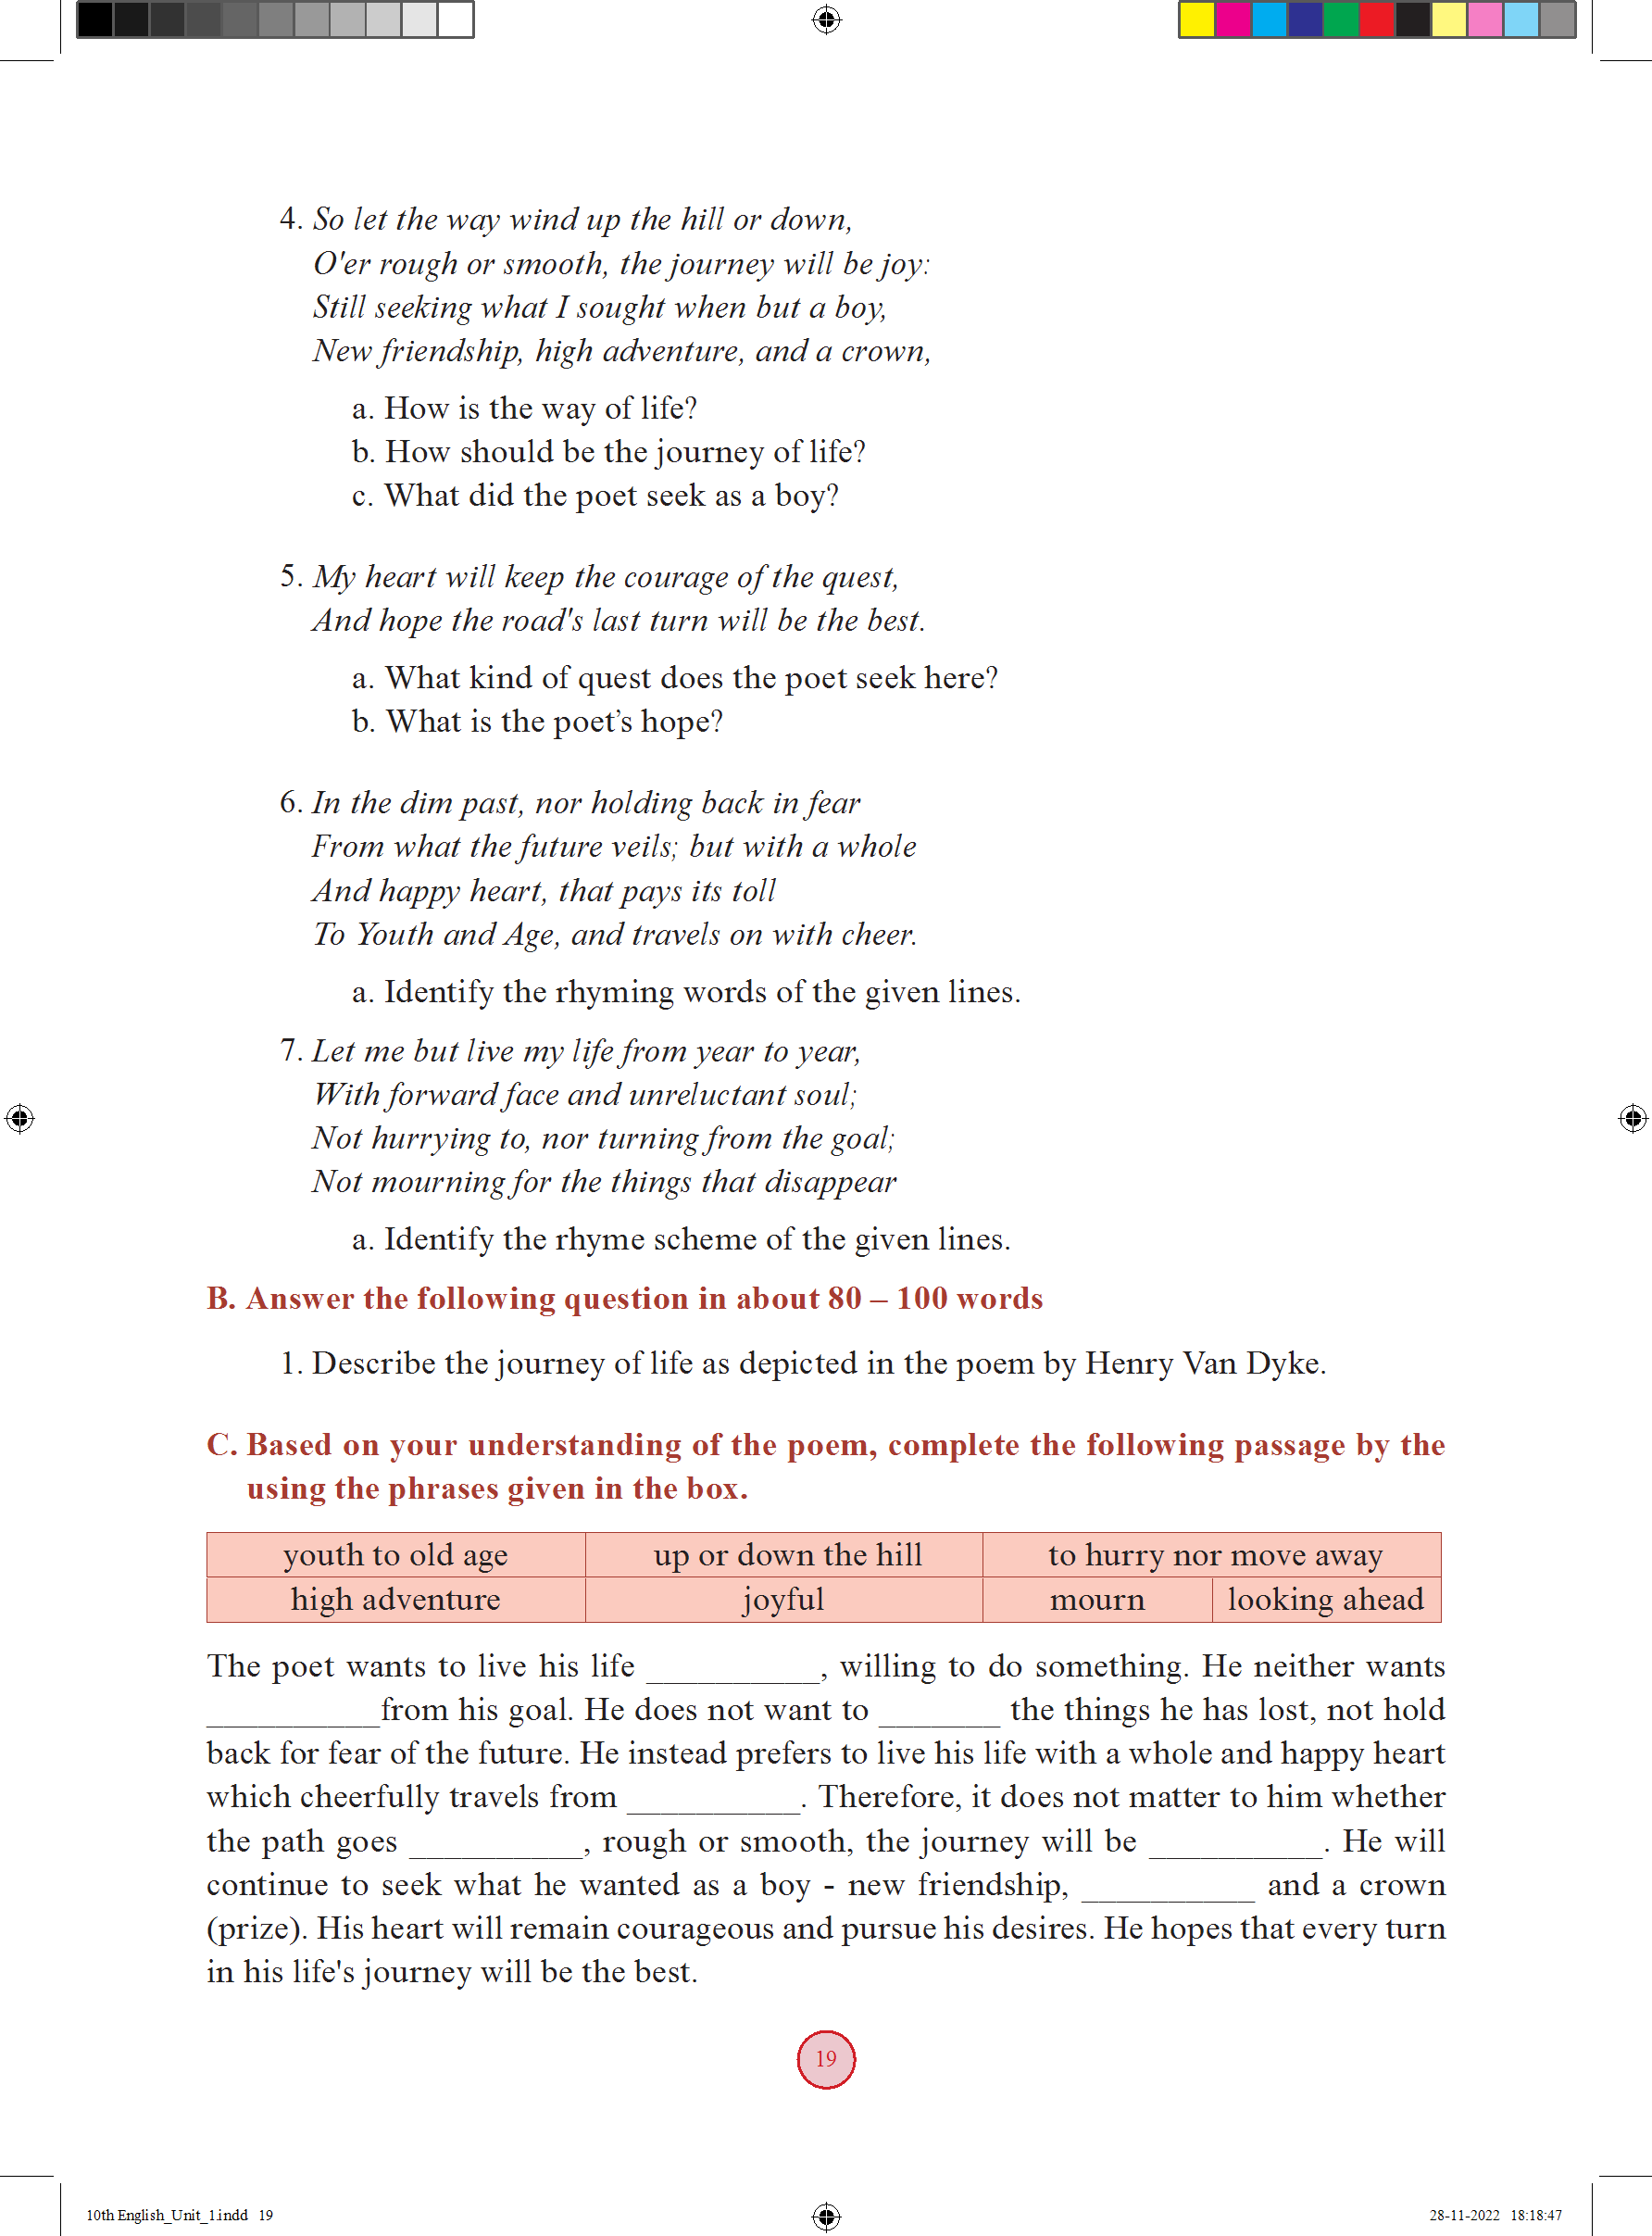 4. So let the way wind up the hill or down,
O'er rough or smooth, the journey will be joy:
Still seeking what I sought when but a boy,
New friendship, high adventure, and a crown,
a. How is the way of life?
b. How should be the journey of life?
c. What did the poet seek as a boy?
5. My heart will keep the courage of the quest,
And hope the road's last turn will be the best.
a. What kind of quest does the poet seek here?
b. What is the poet’s hope?
6. In the dim past, nor holding back in fear
From what the future veils; but with a whole
And happy heart, that pays its toll
To Youth and Age, and travels on with cheer.
a. Identify the rhyming words of the given lines.
7. Let me but live my life from year to year,
With forward face and unreluctant soul;
Not hurrying to, nor turning from the goal;
Not mourning for the things that disappear
a. Identify the rhyme scheme of the given lines.
B. Answer the following question in about 80 – 100 words
1. Describe the journey of life as depicted in the poem by Henry Van Dyke.
C. Based on your understanding of the poem, complete the following passage by the
using the phrases given in the box.
youth to old age up or down the hill to hurry nor move away
high adventure joyful mourn looking ahead
The poet wants to live his life __________, willing to do something. He neither wants
__________from his goal. He does not want to _______ the things he has lost, not hold
back for fear of the future. He instead prefers to live his life with a whole and happy heart
which cheerfully travels from __________. Therefore, it does not matter to him whether
the path goes __________, rough or smooth, the journey will be __________. He will
continue to seek what he wanted as a boy - new friendship, __________ and a crown
(prize). His heart will remain courageous and pursue his desires. He hopes that every turn
in his life's journey will be the best.
19
10th English_Unit_1.indd 19 28-11-2022 18:18:47